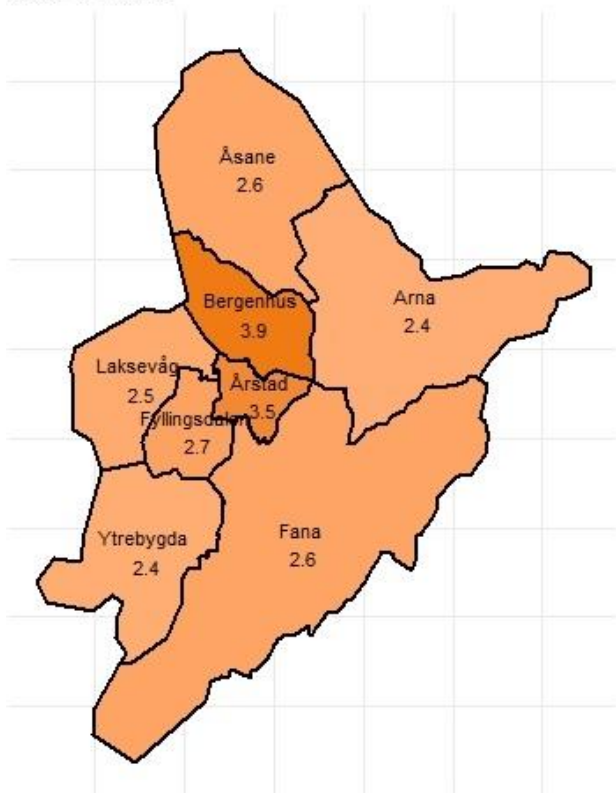 Åsane
2.6
Bergenhus
3.9
Arna
2.4
Laksevåg
2.5
Årstad
3.5
Fyllingsdalen
2.7
Ytrebygda
2.4
Fana
2.6